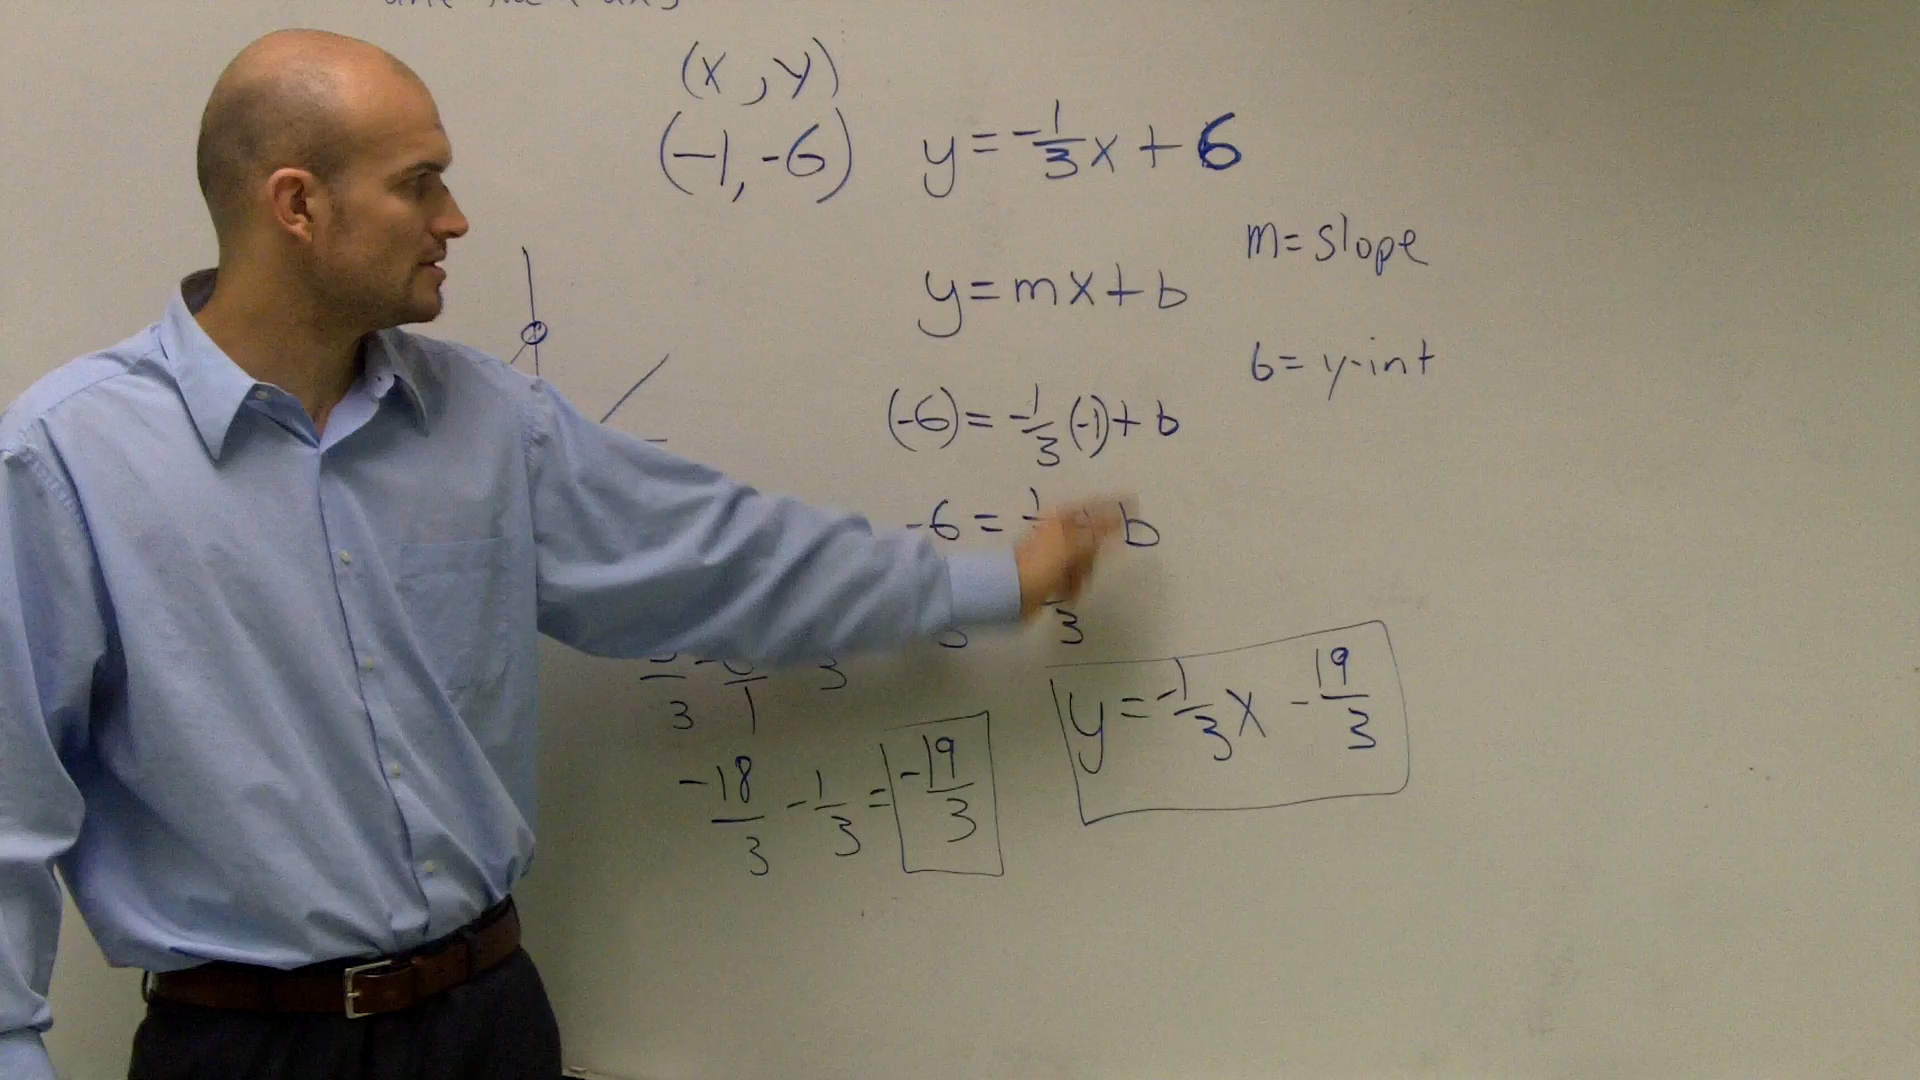 (x, y)
(-1, -6) y = -1/3 x + 6
m = slope
y = mx + b
b = y-int
(-6) = -1/3 (-1) + b
-6 = 1 + b
3
3 1 3
-18/3 - 1/3 = -19/3
y = -1/3 x - 19/3